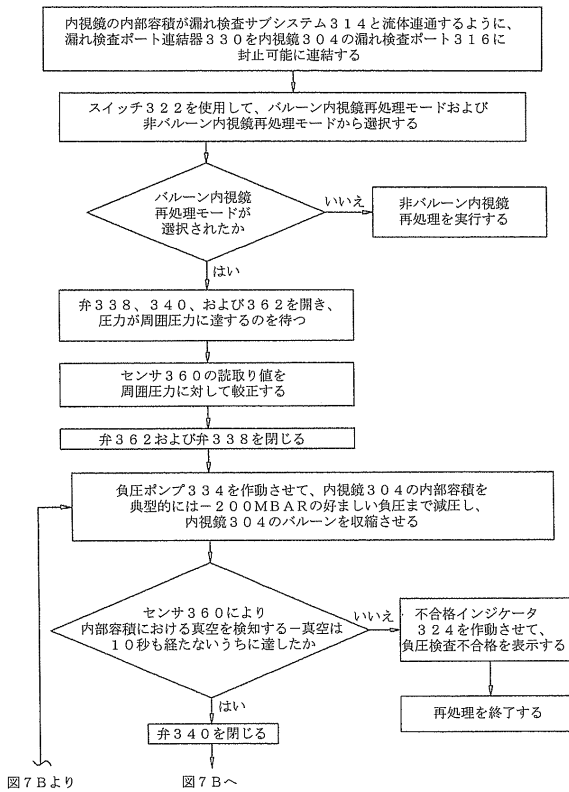 内視鏡の内部容積が漏れ検査サブシステム314と流体連通するように、
漏れ検査ポート連結器330を内視鏡304の漏れ検査ポート316に
封止可能に連結する
スイッチ322を使用して、バルーン内視鏡再処理モードおよび
非バルーン内視鏡再処理モードから選択する
バルーン内視鏡
再処理モードが
選択されたか
いいえ
非バルーン内視鏡
再処理を実行する
はい
弁338、340、および362を開き、
圧力が周囲圧力に達するのを待つ
センサ360の読取り値を
周囲圧力に対して較正する
弁362および弁338を閉じる
負圧ポンプ334を作動させて、内視鏡304の内部容積を
典型的には-200MBARの好ましい負圧まで減圧し、
内視鏡304のバルーンを収縮させる
センサ360により
内部容積における真空を検知する-真空は
10秒も経たないうちに達したか
いいえ
不合格インジケータ
324を作動させて、
負圧検査不合格を表示する
再処理を終了する
はい
弁340を閉じる
図7Bより
図7Bへ